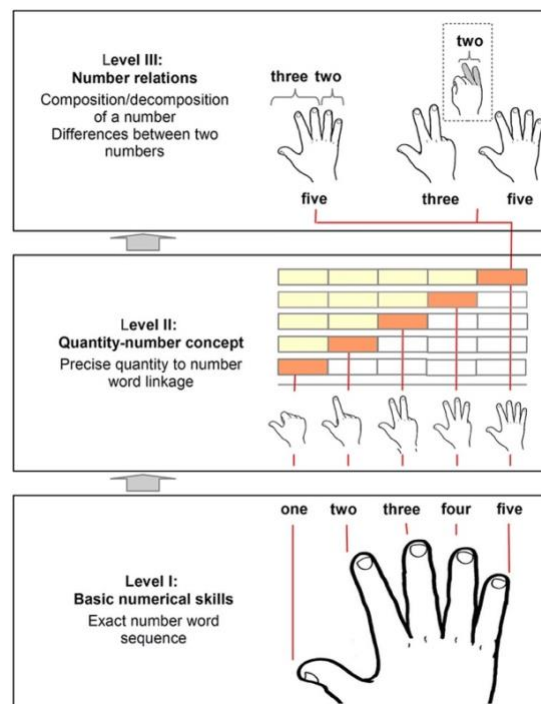 Level III:
Number relations
Composition/decomposition
of a number
Differences between two
numbers
three two
five
two
three five
Level II:
Quantity-number concept
Precise quantity to number
word linkage
one two three four five
Level I:
Basic numerical skills
Exact number word
sequence